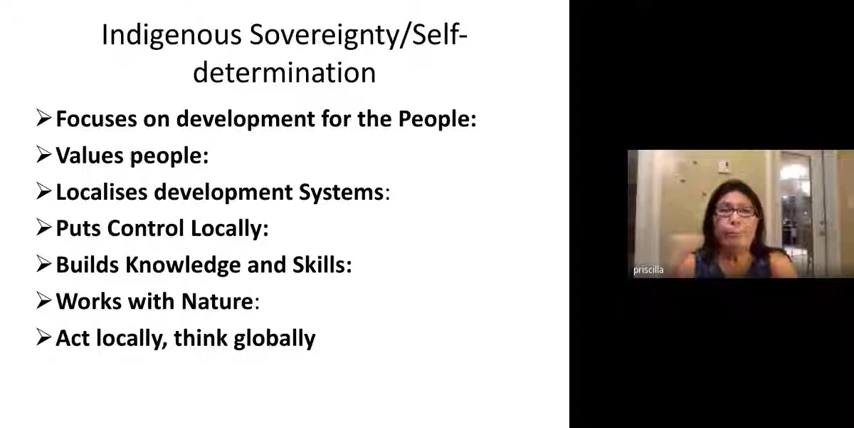 Indigenous Sovereignty/Self-
determination
➢Focuses on development for the People:
➢Values people:
➢Localises development Systems:
➢Puts Control Locally:
➢Builds Knowledge and Skills:
➢Works with Nature:
➢Act locally, think globally
priscilla